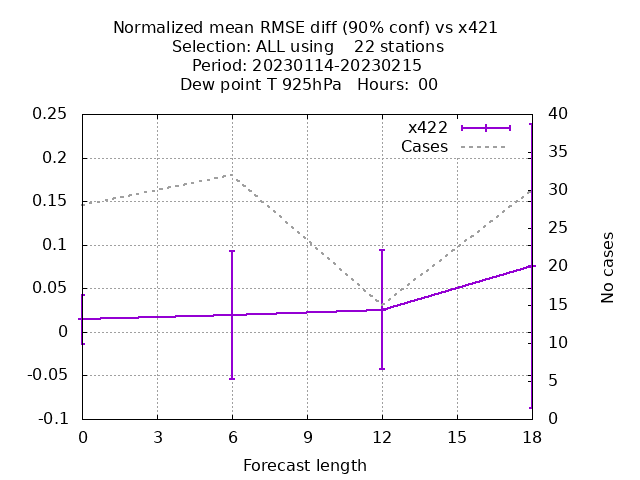 Normalized mean RMSE diff (90% conf) vs x421
Selection: ALL using    22 stations
Period: 20230114-20230215
Dew point T 925hPa   Hours:  00
x422
Cases
0.25
0.2
0.15
0.1
0.05
0
-0.05
-0.1
40
35
30
25
20
15
10
5
0
No cases
0 3 6 9 12 15 18
Forecast length